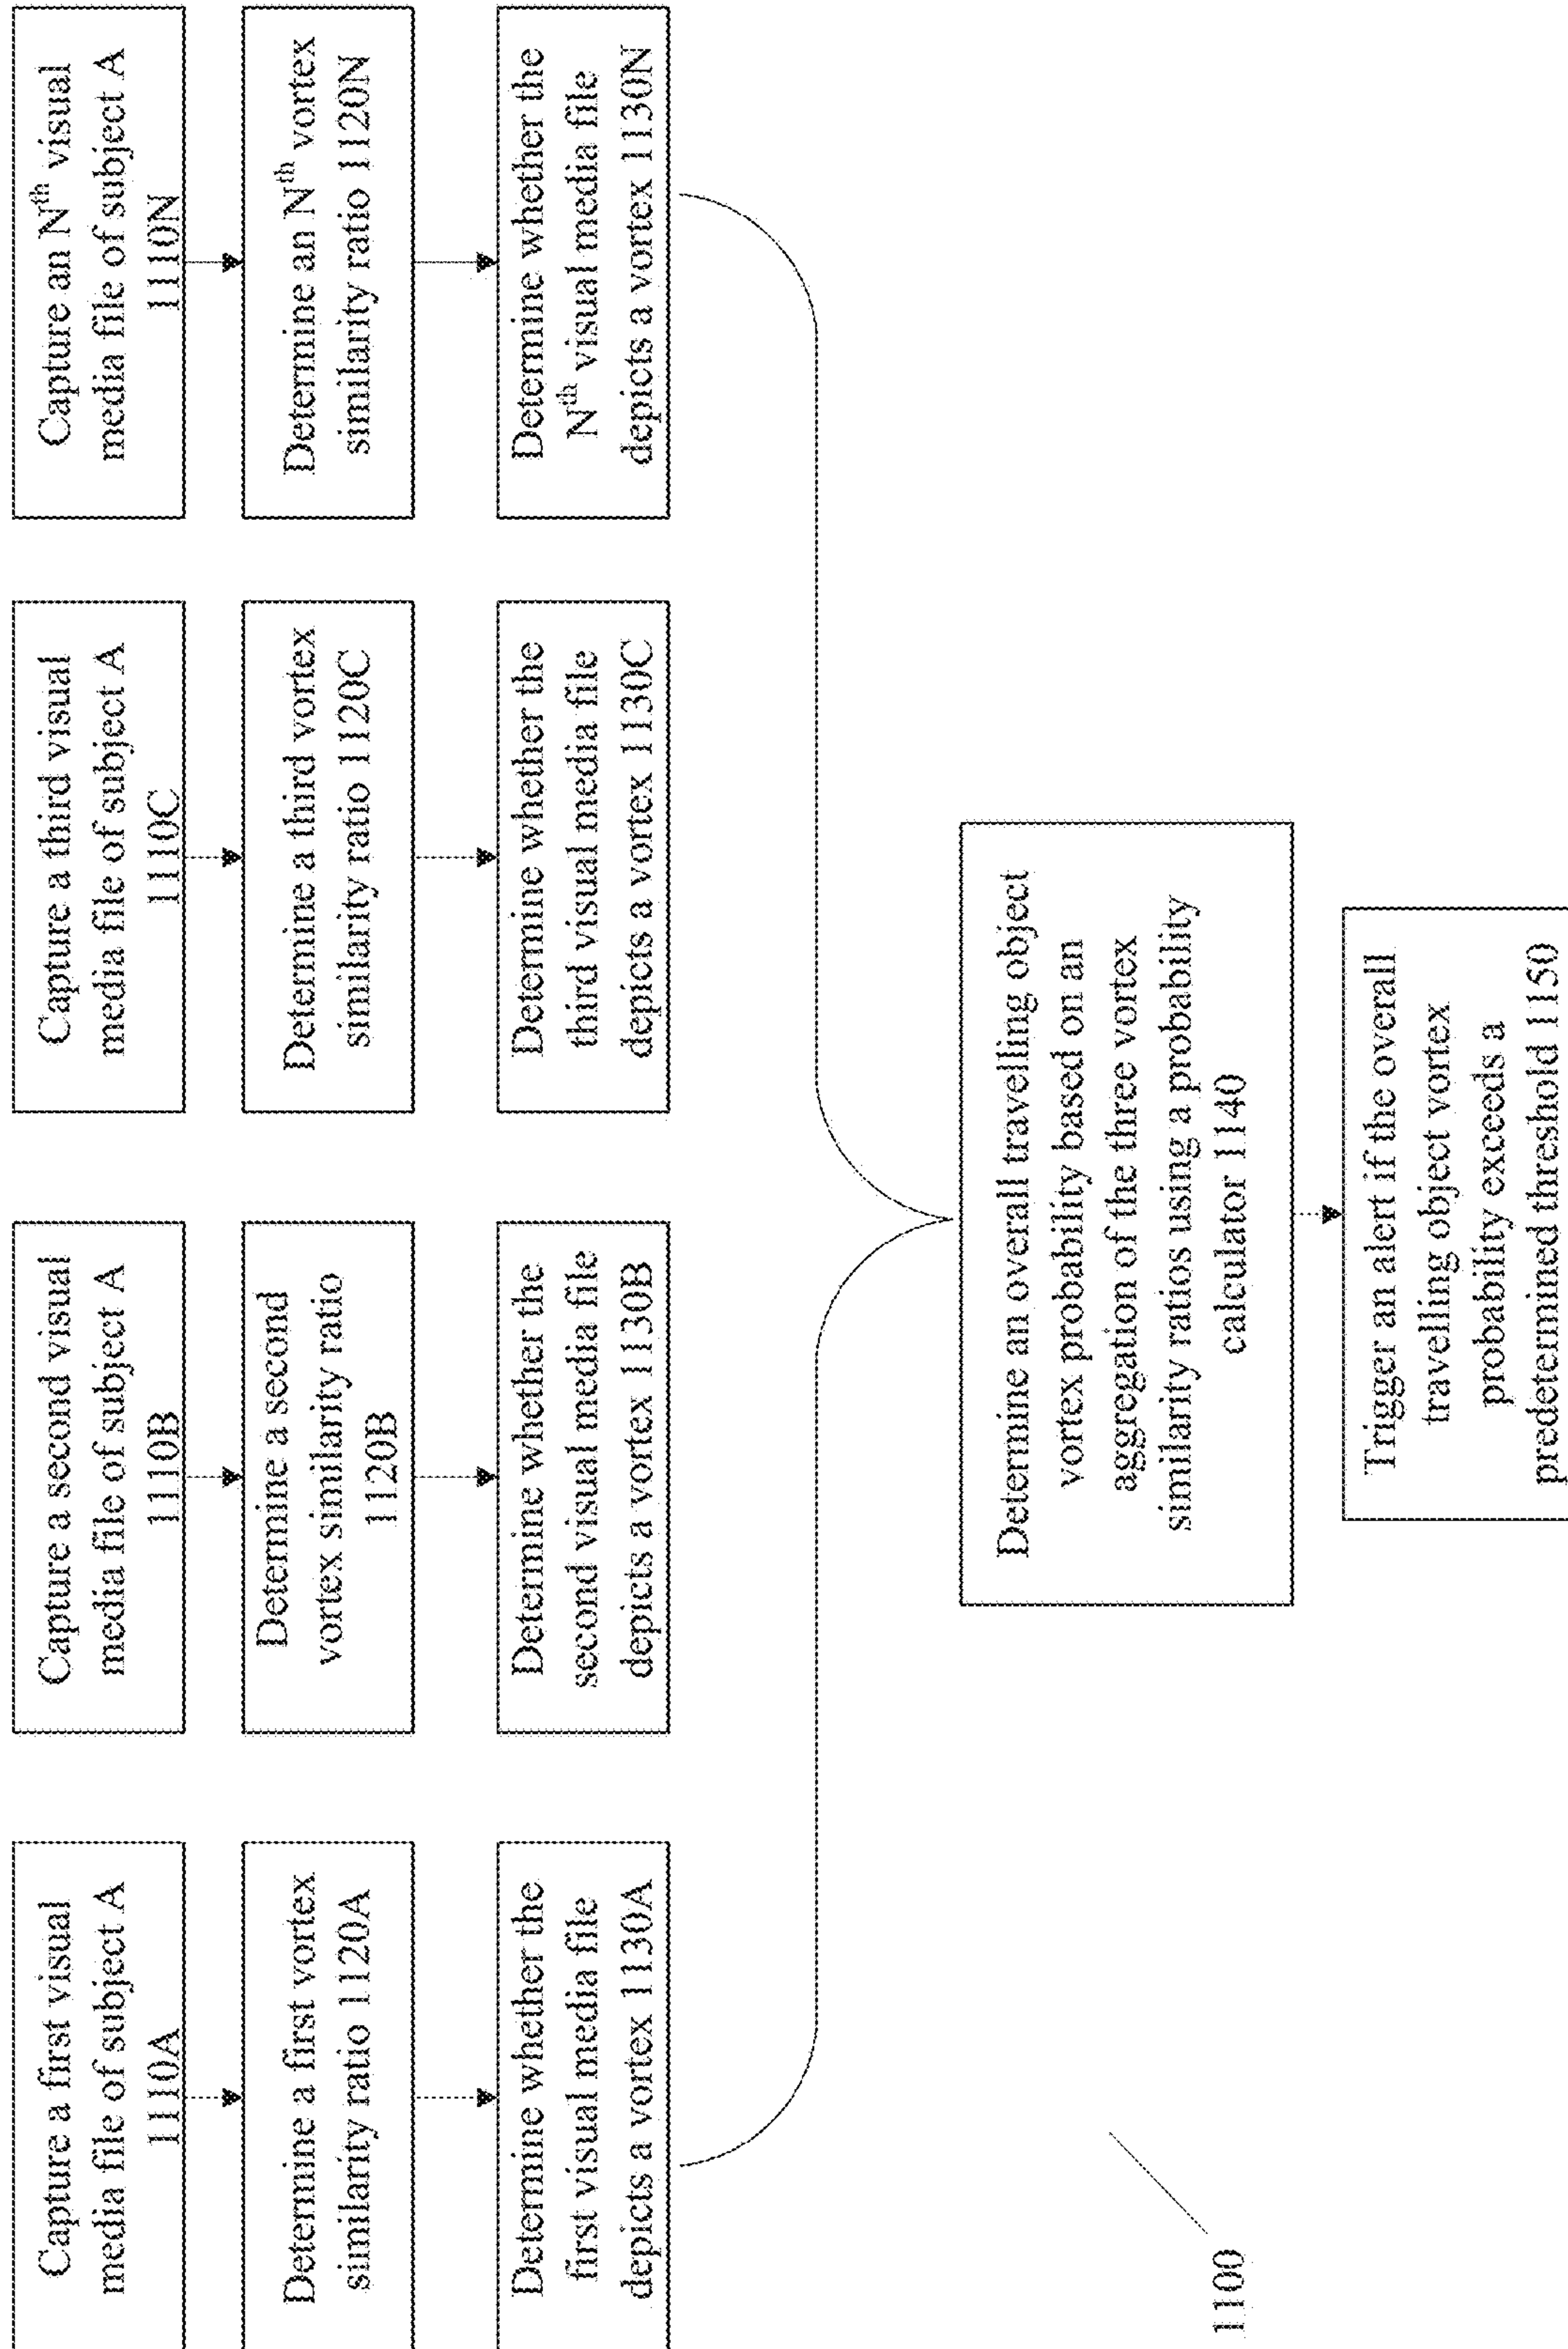 Capture a first visual
media file of subject A
1110A
Determine a first vortex
similarity ratio 1120A
Determine whether the
first visual media file
depicts a vortex 1130A
Capture a second visual
media file of subject A
1110B
Determine a second
vortex similarity ratio
1120B
Determine whether the
second visual media file
depicts a vortex 1130B
Capture a third visual
media file of subject A
1110C
Determine a third vortex
similarity ratio 1120C
Determine whether the
third visual media file
depicts a vortex 1130C
Capture an Nth visual
media file of subject A
1110N
Determine an Nth vortex
similarity ratio 1120N
Determine whether the
Nth visual media file
depicts a vortex 1130N
Determine an overall travelling object
vortex probability based on an
aggregation of the three vortex
similarity ratios using a probability
calculator 1140
Trigger an alert if the overall
travelling object vortex
probability exceeds a
predetermined threshold 1150
1100